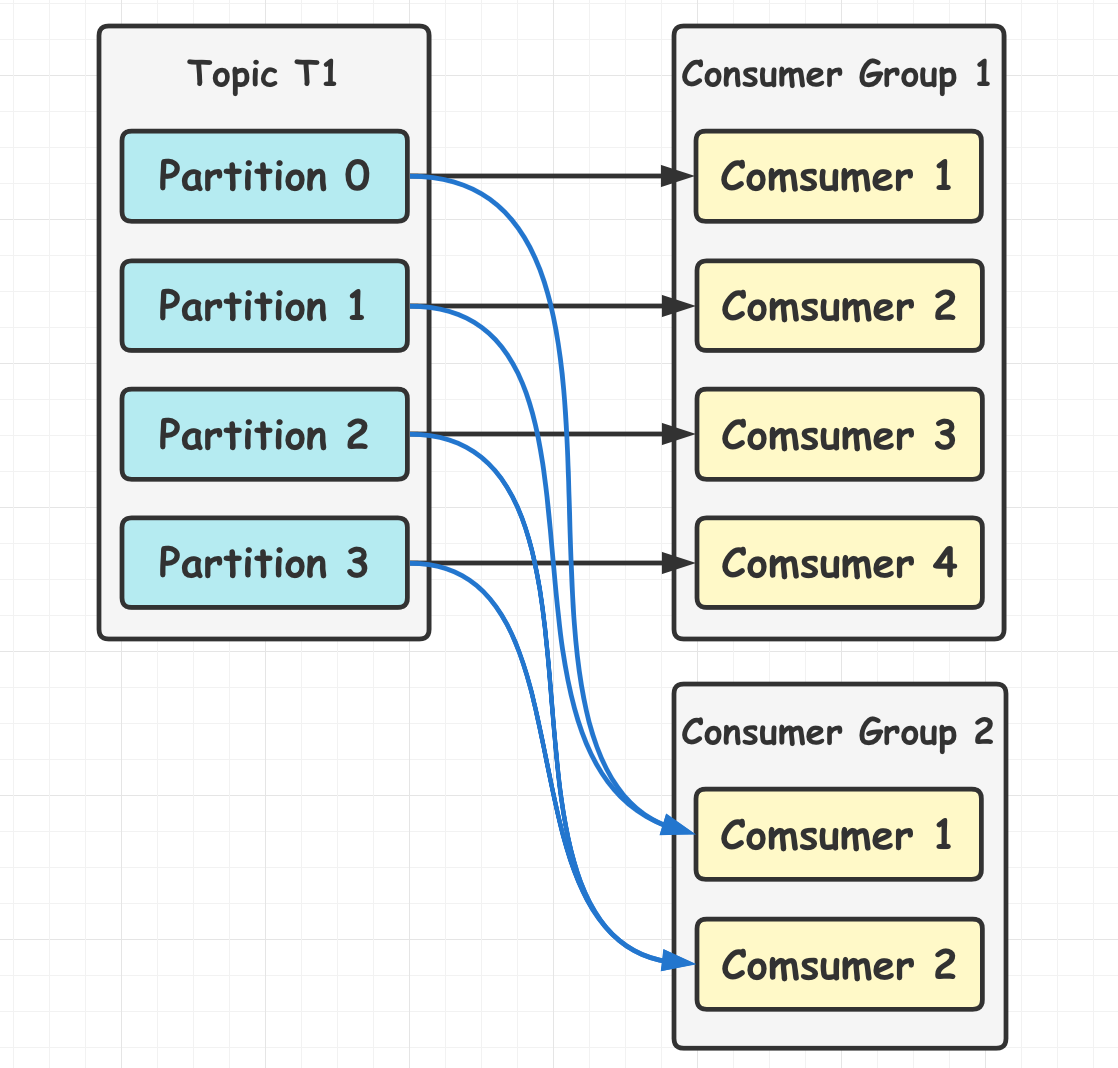 Topic T1
Partition 0
Partition 1
Partition 2
Partition 3
Consumer Group 1
Comsumer 1
Comsumer 2
Comsumer 3
Comsumer 4
Consumer Group 2
Comsumer 1
Comsumer 2